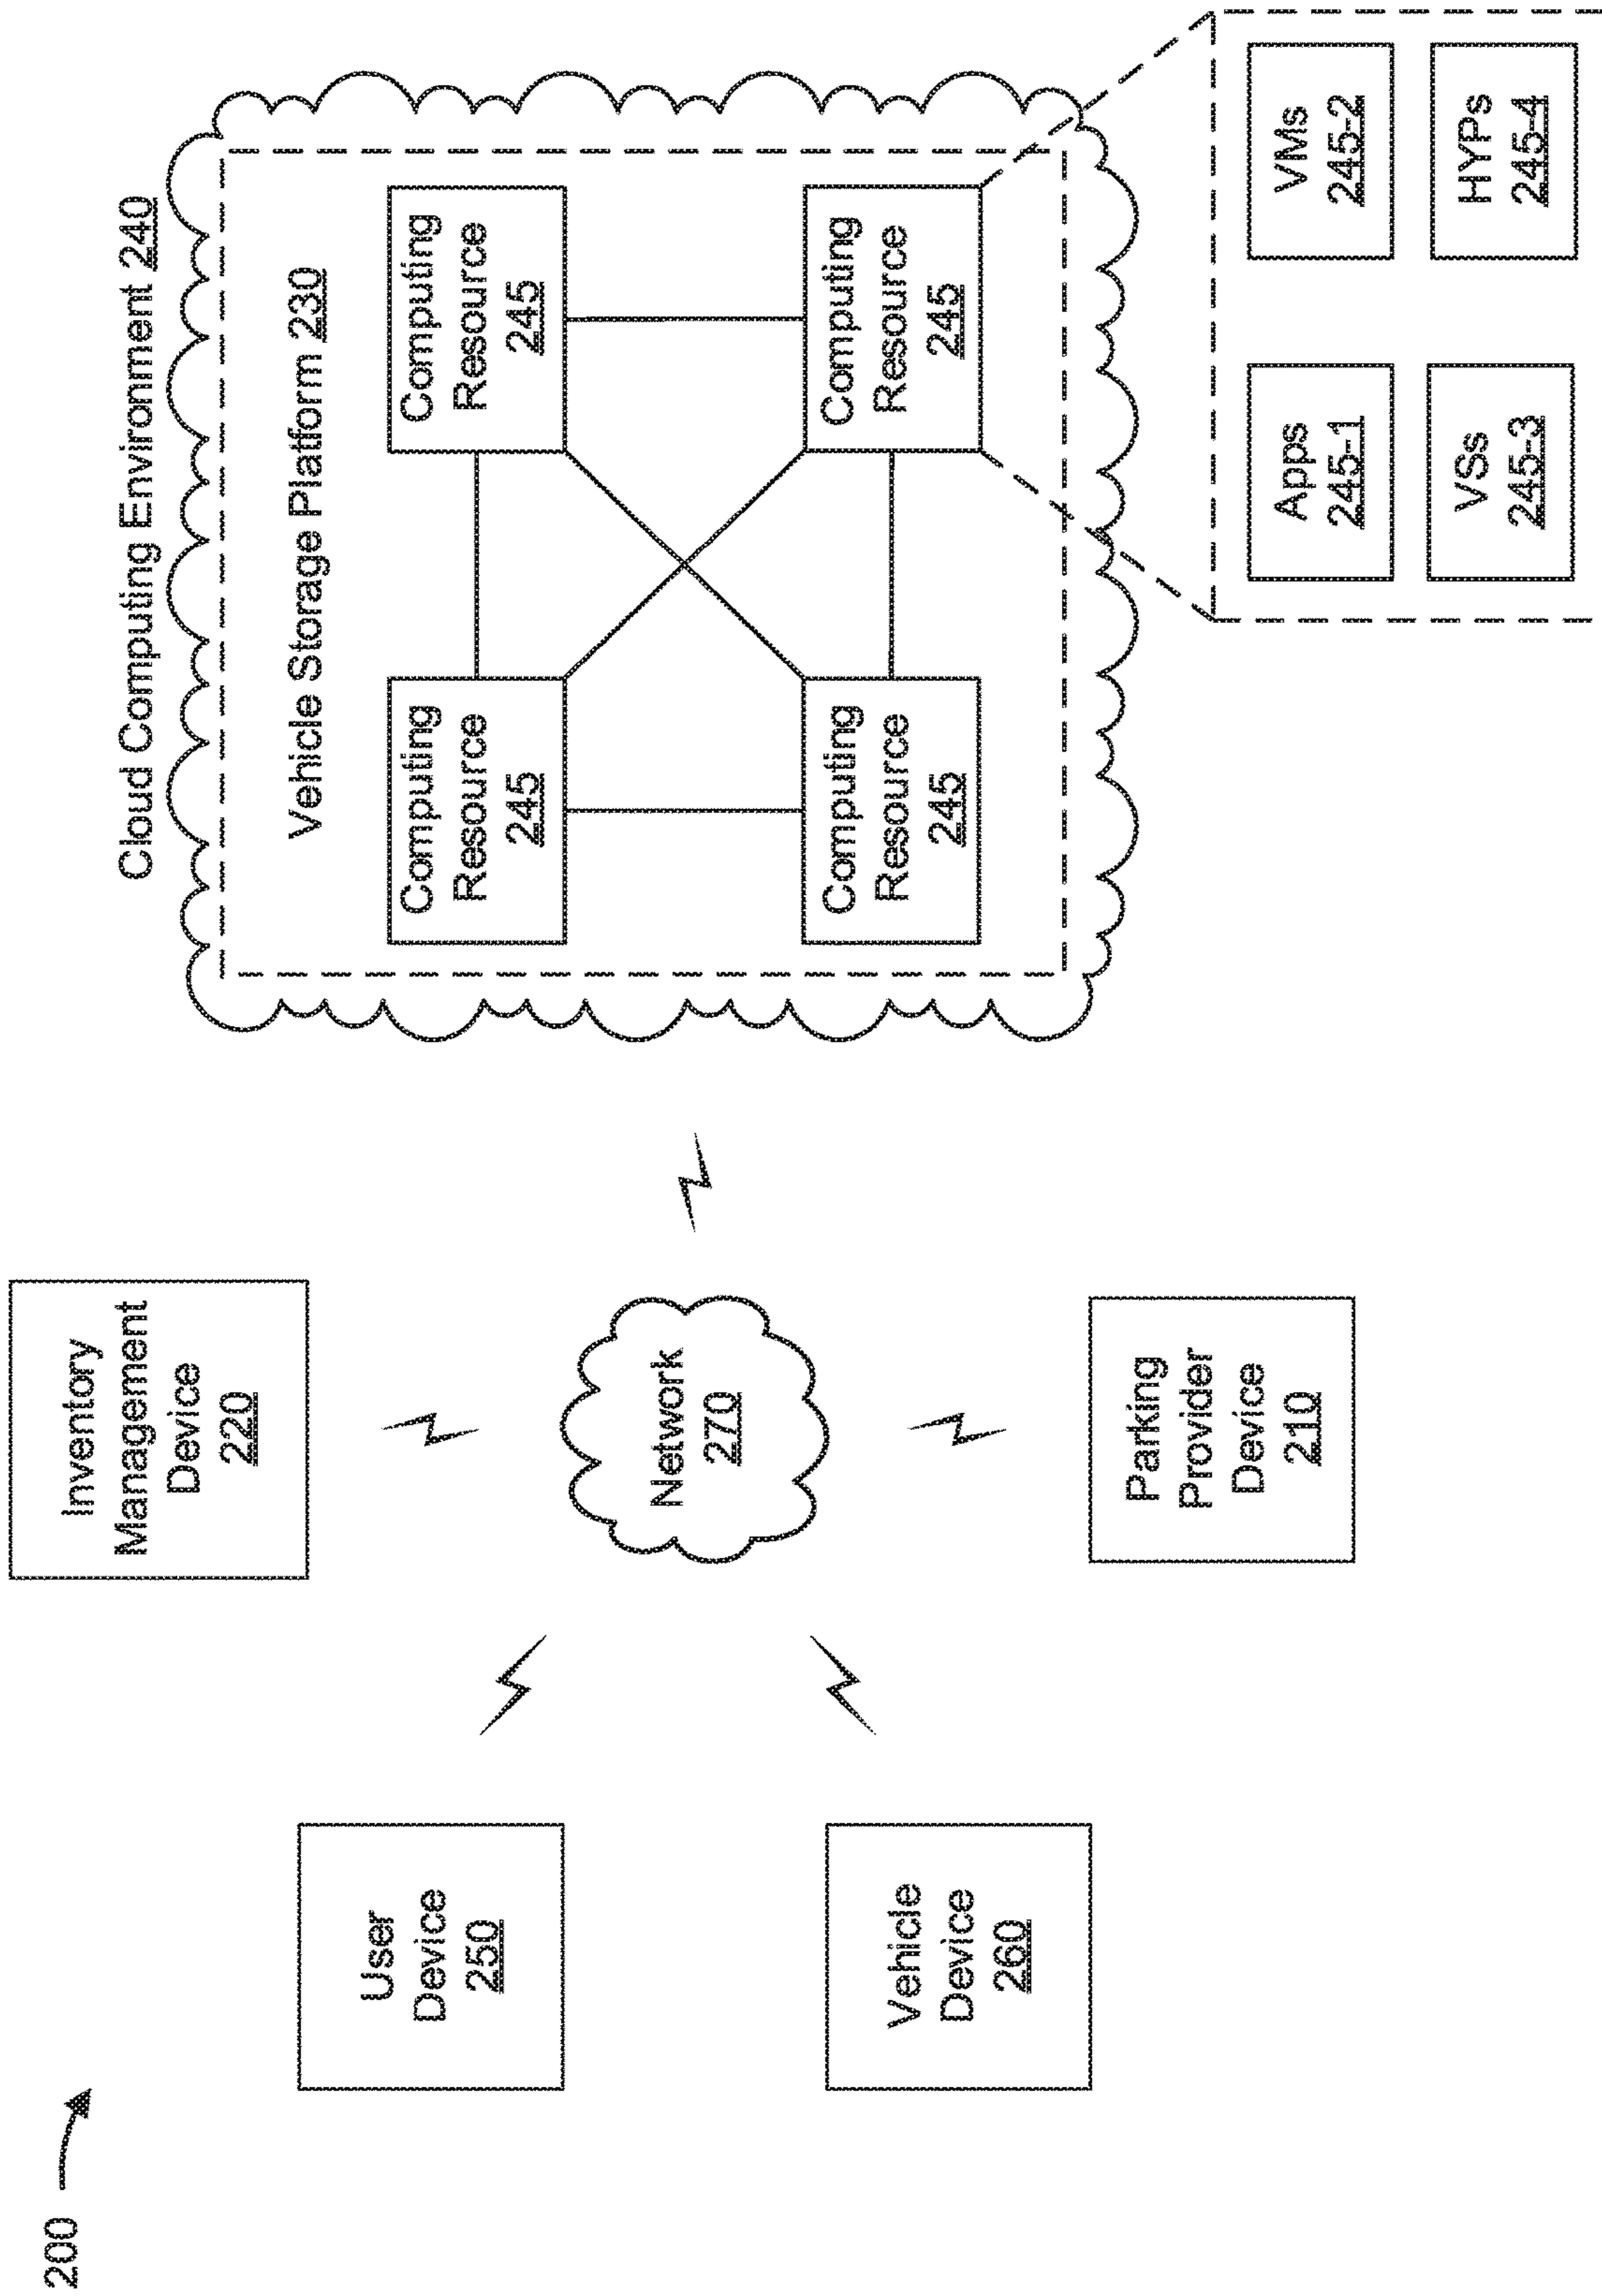 200
Cloud Computing Environment 240
Inventory
Management
Device
220
Vehicle Storage Platform 230
User
Device
250
Computing
Resource
245
Computing
Resource
245
Network
270
Vehicle
Device
260
Computing
Resource
245
Computing
Resource
245
Parking
Provider
Device
210
Apps
245-1
VMs
245-2
VSs
245-3
HYPs
245-4